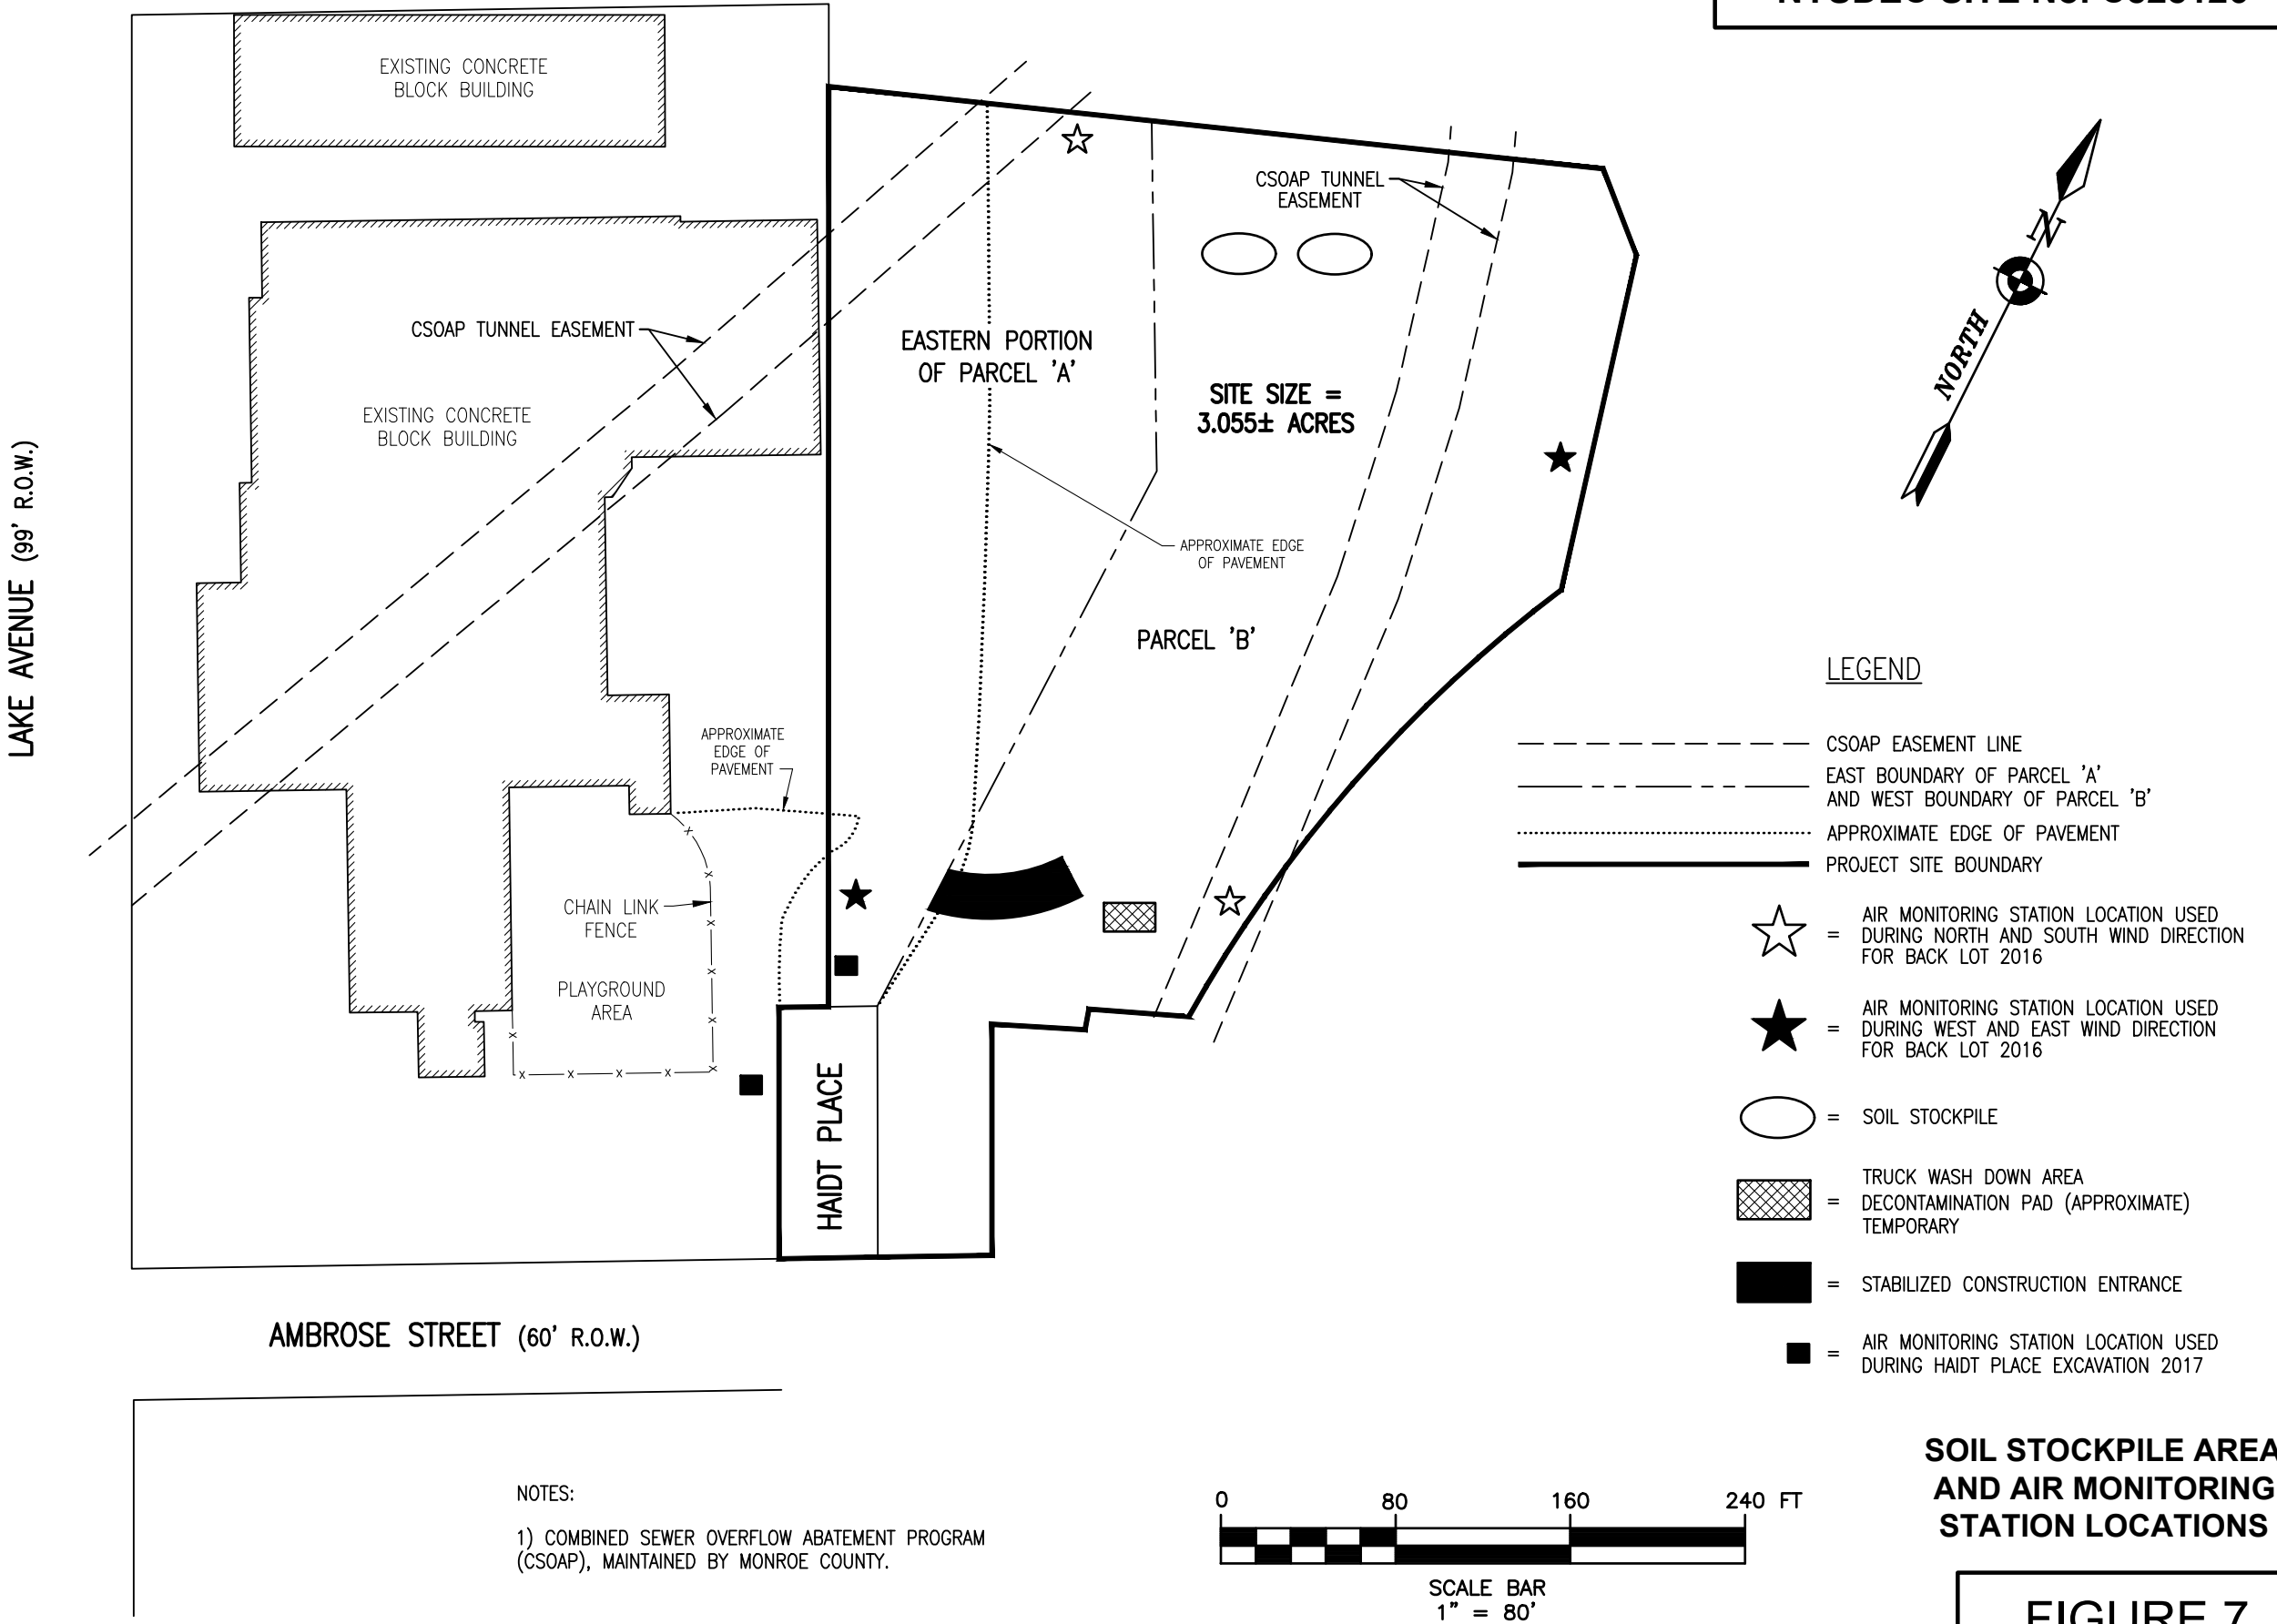 EXISTING CONCRETE
BLOCK BUILDING
CSOAP TUNNEL
EASEMENT
N
NORTH
CSOAP TUNNEL EASEMENT
EASTERN PORTION
OF PARCEL 'A'
SITE SIZE =
3.055± ACRES
EXISTING CONCRETE
BLOCK BUILDING
LAKE AVENUE (99' R.O.W.)
APPROXIMATE EDGE
OF PAVEMENT
PARCEL 'B'
APPROXIMATE
EDGE OF
PAVEMENT
CHAIN LINK
FENCE
PLAYGROUND
AREA
HAIDT PLACE
AMBROSE STREET (60' R.O.W.)
LEGEND
CSOAP EASEMENT LINE
EAST BOUNDARY OF PARCEL 'A'
AND WEST BOUNDARY OF PARCEL 'B'
APPROXIMATE EDGE OF PAVEMENT
PROJECT SITE BOUNDARY
= AIR MONITORING STATION LOCATION USED
DURING NORTH AND SOUTH WIND DIRECTION
FOR BACK LOT 2016
= AIR MONITORING STATION LOCATION USED
DURING WEST AND EAST WIND DIRECTION
FOR BACK LOT 2016
= SOIL STOCKPILE
= TRUCK WASH DOWN AREA
DECONTAMINATION PAD (APPROXIMATE)
TEMPORARY
= STABILIZED CONSTRUCTION ENTRANCE
= AIR MONITORING STATION LOCATION USED
DURING HAIDT PLACE EXCAVATION 2017
NOTES:
1) COMBINED SEWER OVERFLOW ABATEMENT PROGRAM
(CSOAP), MAINTAINED BY MONROE COUNTY.
0 80 160 240 FT
SCALE BAR
1" = 80'
SOIL STOCKPILE AREA
AND AIR MONITORING
STATION LOCATIONS
FIGURE 7